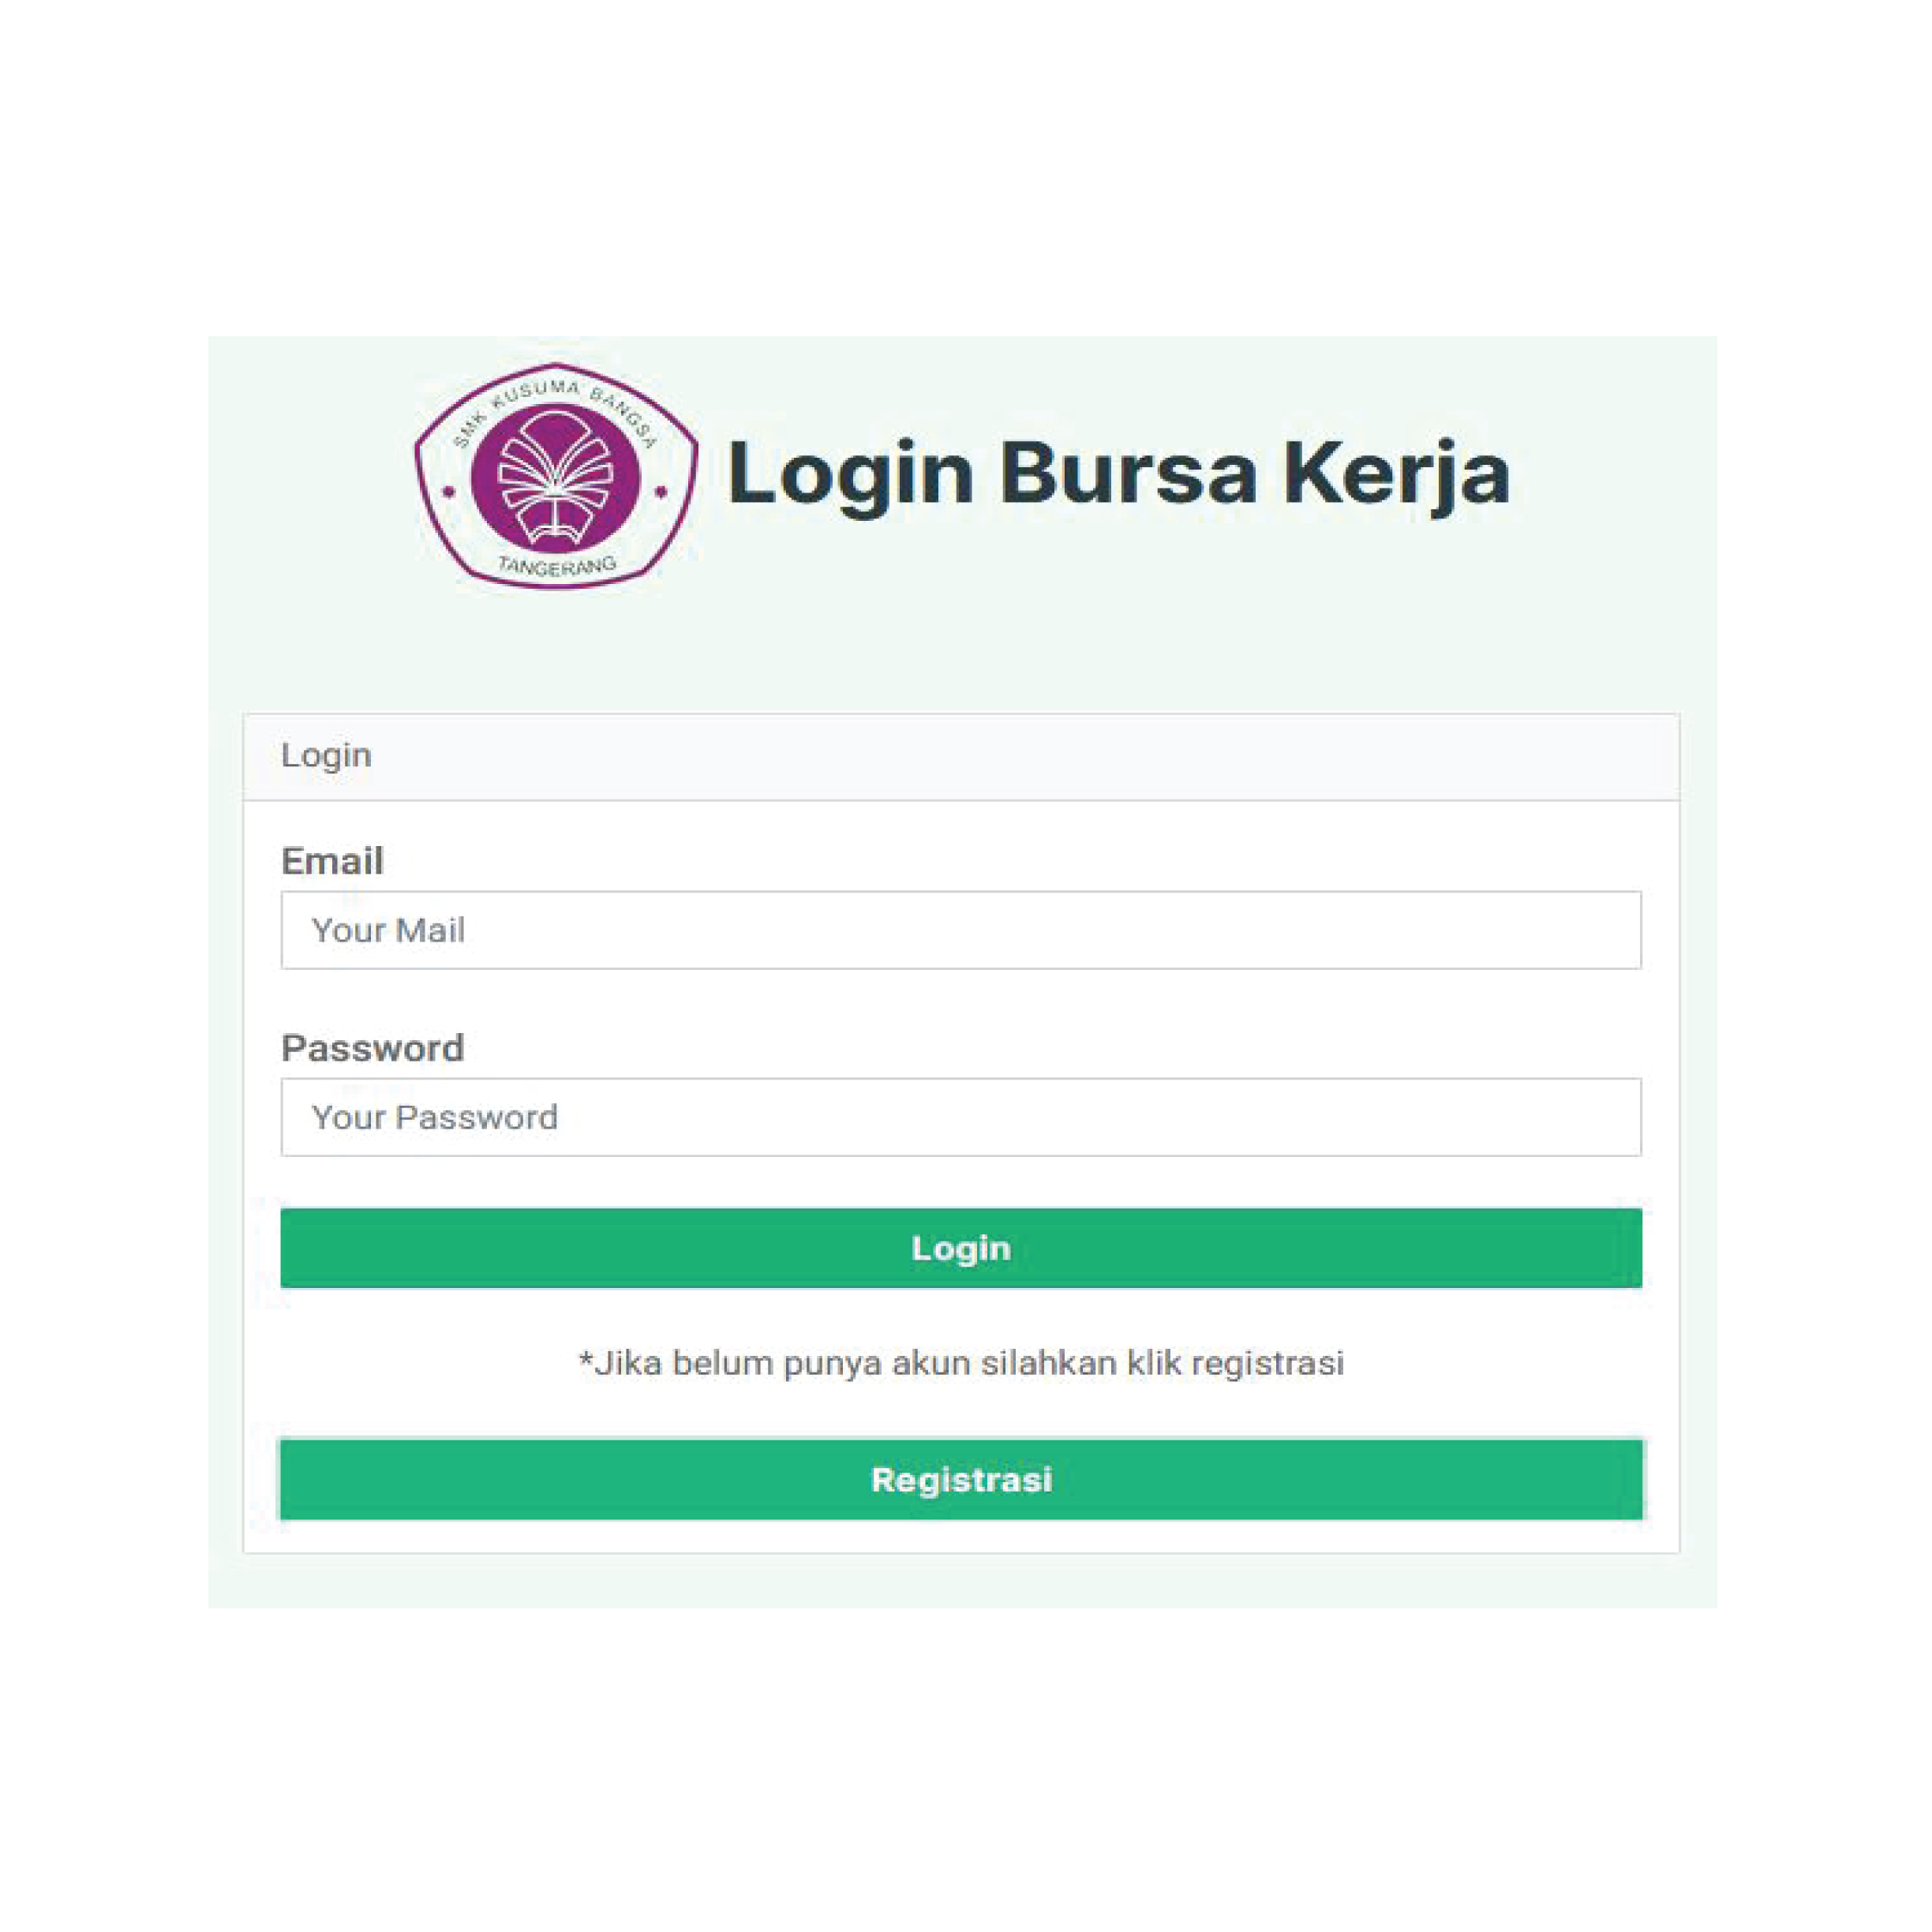 SMK KUSUMA BANGSA
TANGERANG
Login Bursa Kerja
Login
Email
Your Mail
Password
Your Password
Login
*Jika belum punya akun silahkan klik registrasi
Registrasi